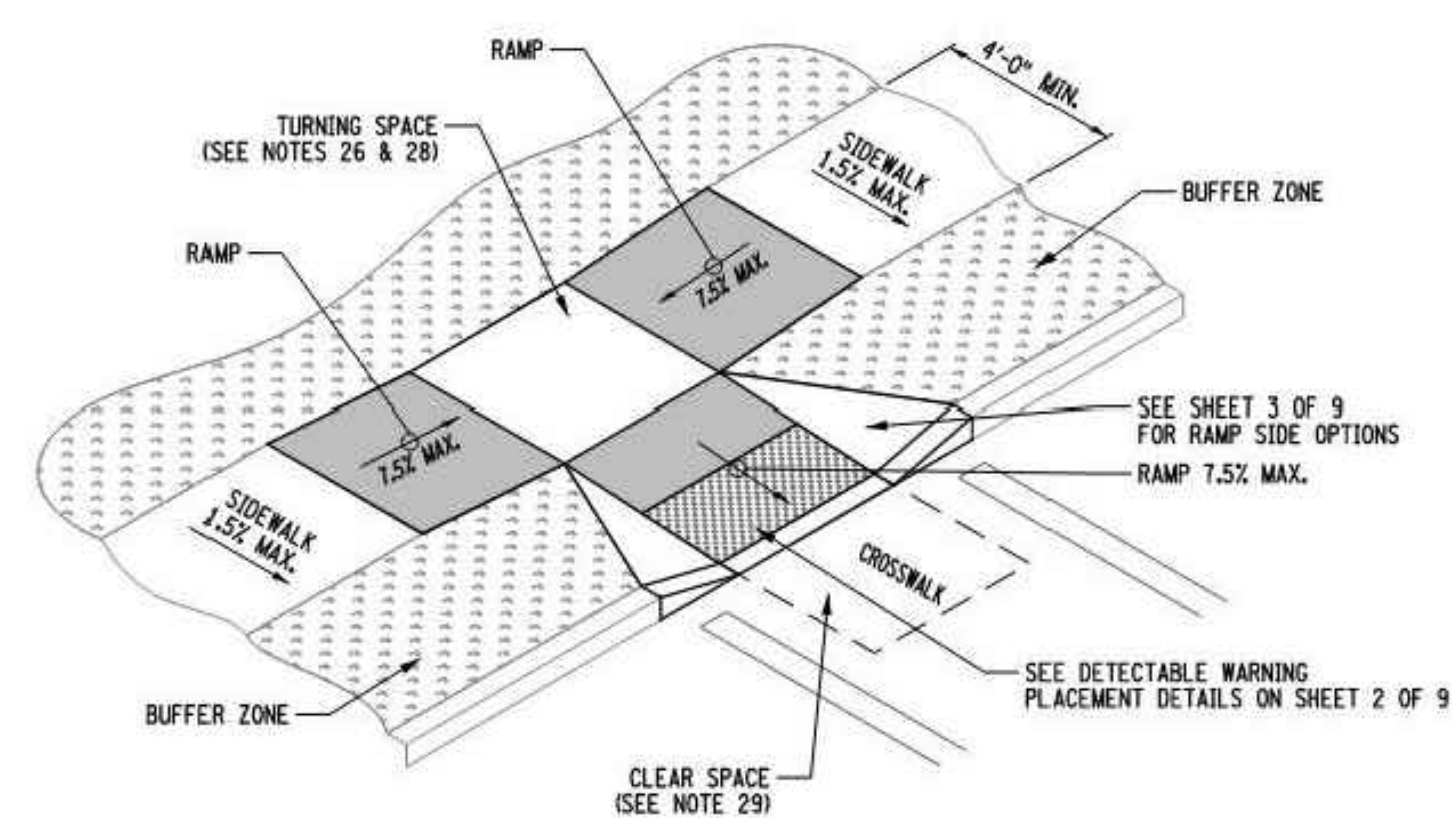 RAMP
4'-0" MIN.
TURNING SPACE
(SEE NOTES 26 & 28)
SIDEWALK
1.5% MAX.
BUFFER ZONE
RAMP
7.5% MAX.
7.5% MAX.
SEE SHEET 3 OF 9
FOR RAMP SIDE OPTIONS
RAMP 7.5% MAX.
SIDEWALK
1.5% MAX.
CROSSWALK
SEE DETECTABLE WARNING
PLACEMENT DETAILS ON SHEET 2 OF 9
BUFFER ZONE
CLEAR SPACE
(SEE NOTE 29)